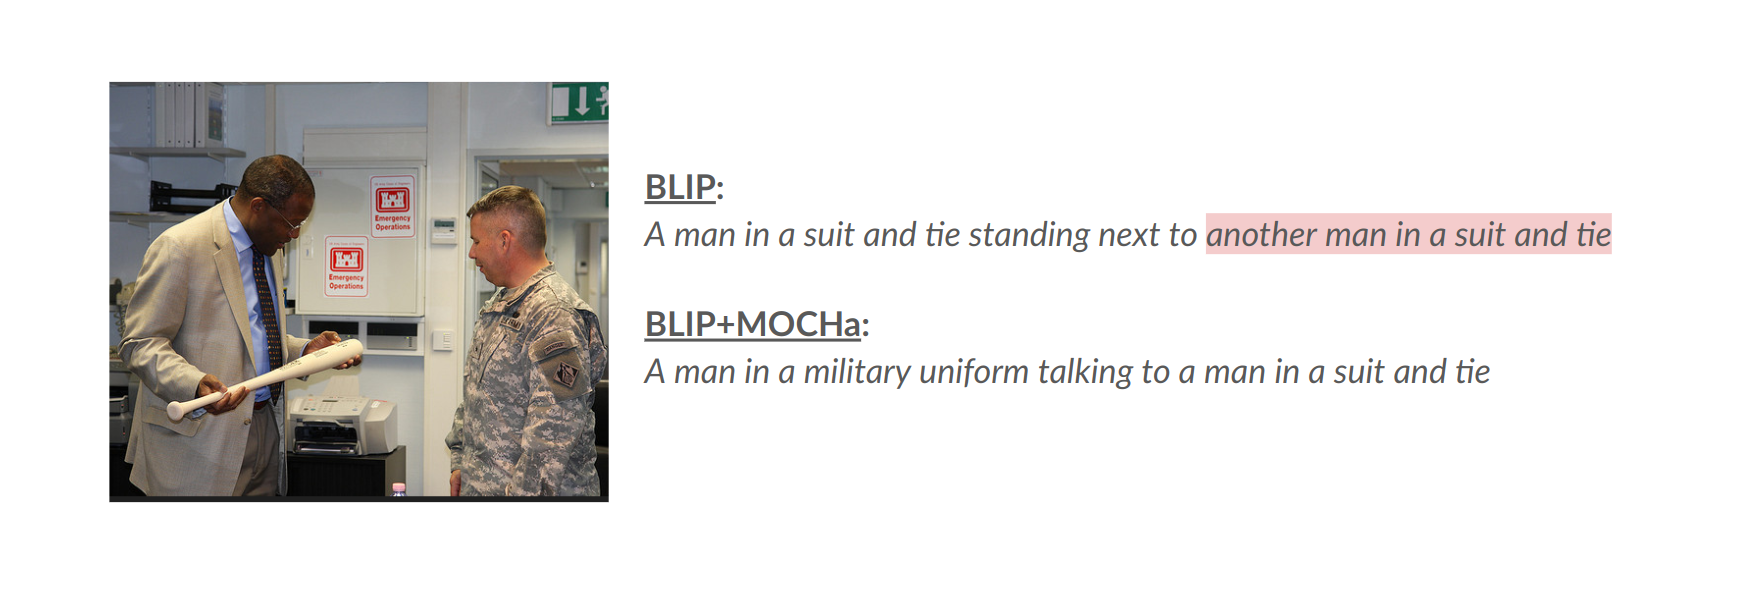 BLIP:
A man in a suit and tie standing next to another man in a suit and tie
BLIP+MOCHa:
A man in a military uniform talking to a man in a suit and tie
Emergency
Operations
Emergency
Operations